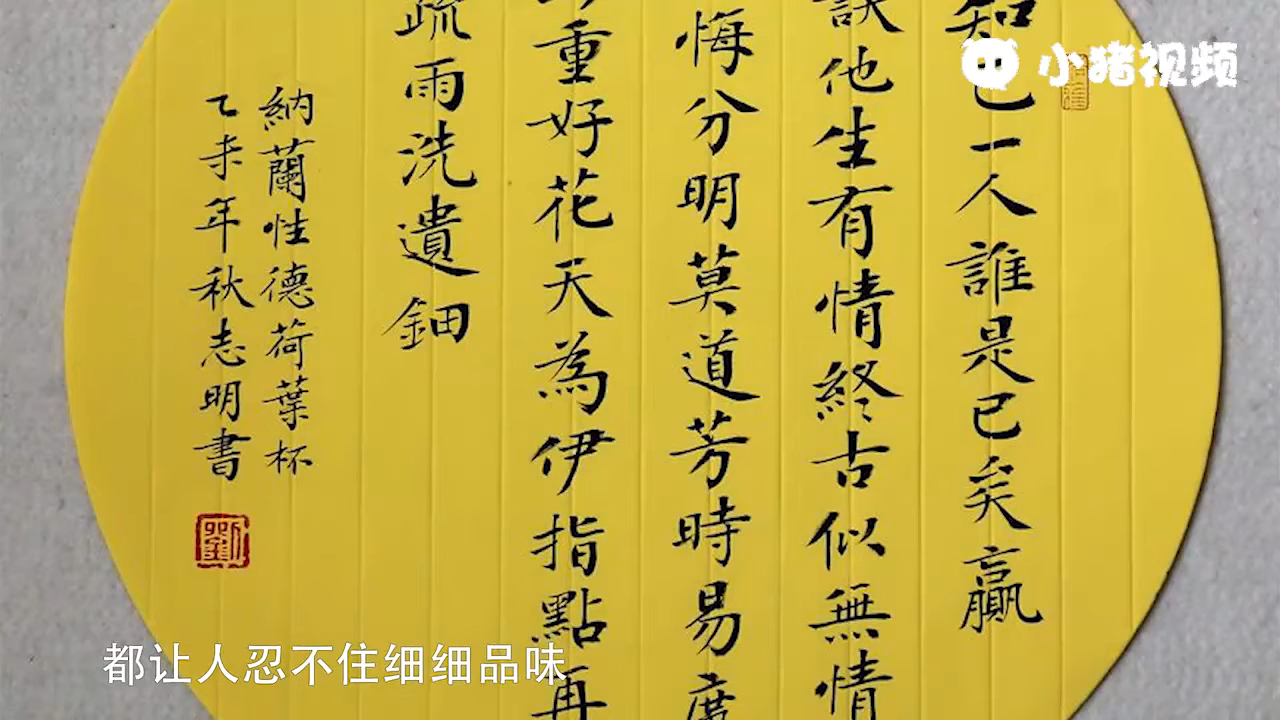 小猪视频
知己一人誰是已矣贏
訣他生有情終古似無情
悔分明莫道芳時易度
重好花天為伊指點再
疏雨洗遺鈿
納蘭性德荷葉杯
乙未年秋志明書
都让人忍不住细细品味